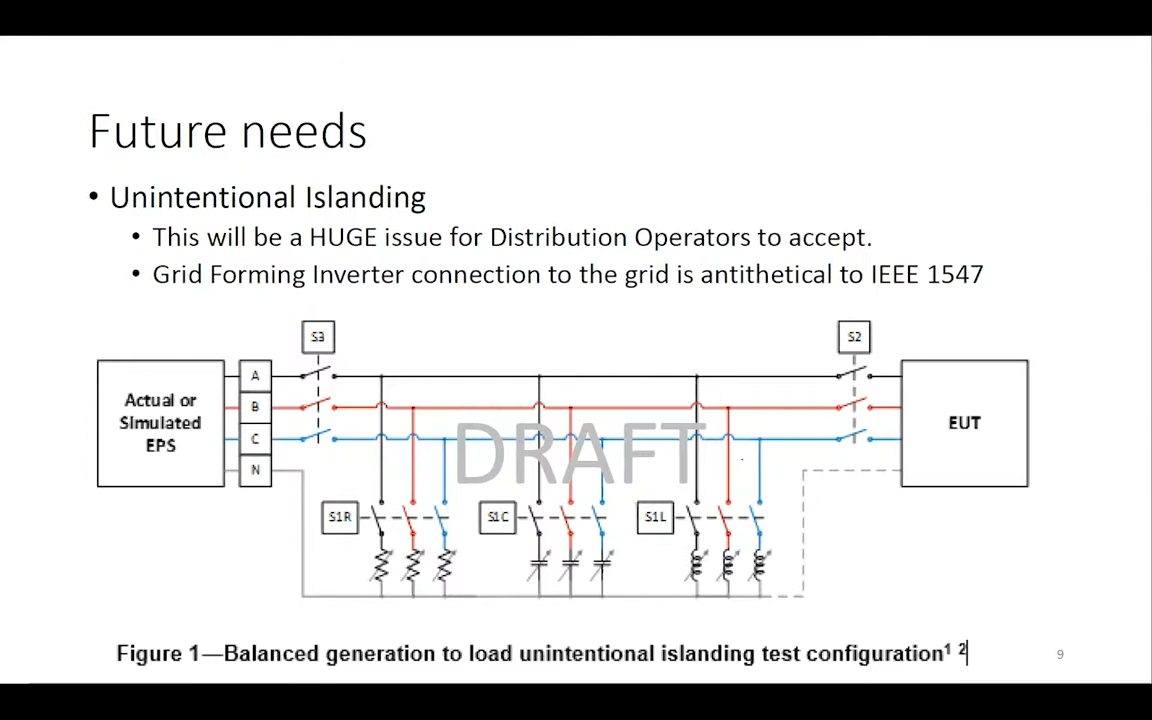 Future needs
• Unintentional Islanding
• This will be a HUGE issue for Distribution Operators to accept.
• Grid Forming Inverter connection to the grid is antithetical to IEEE 1547
S3
S2
Actual or
Simulated
EPS
A
B
C
N
EUT
DRAFT
S1R
S1C
S1L
Figure 1—Balanced generation to load unintentional islanding test configuration¹ ²
9